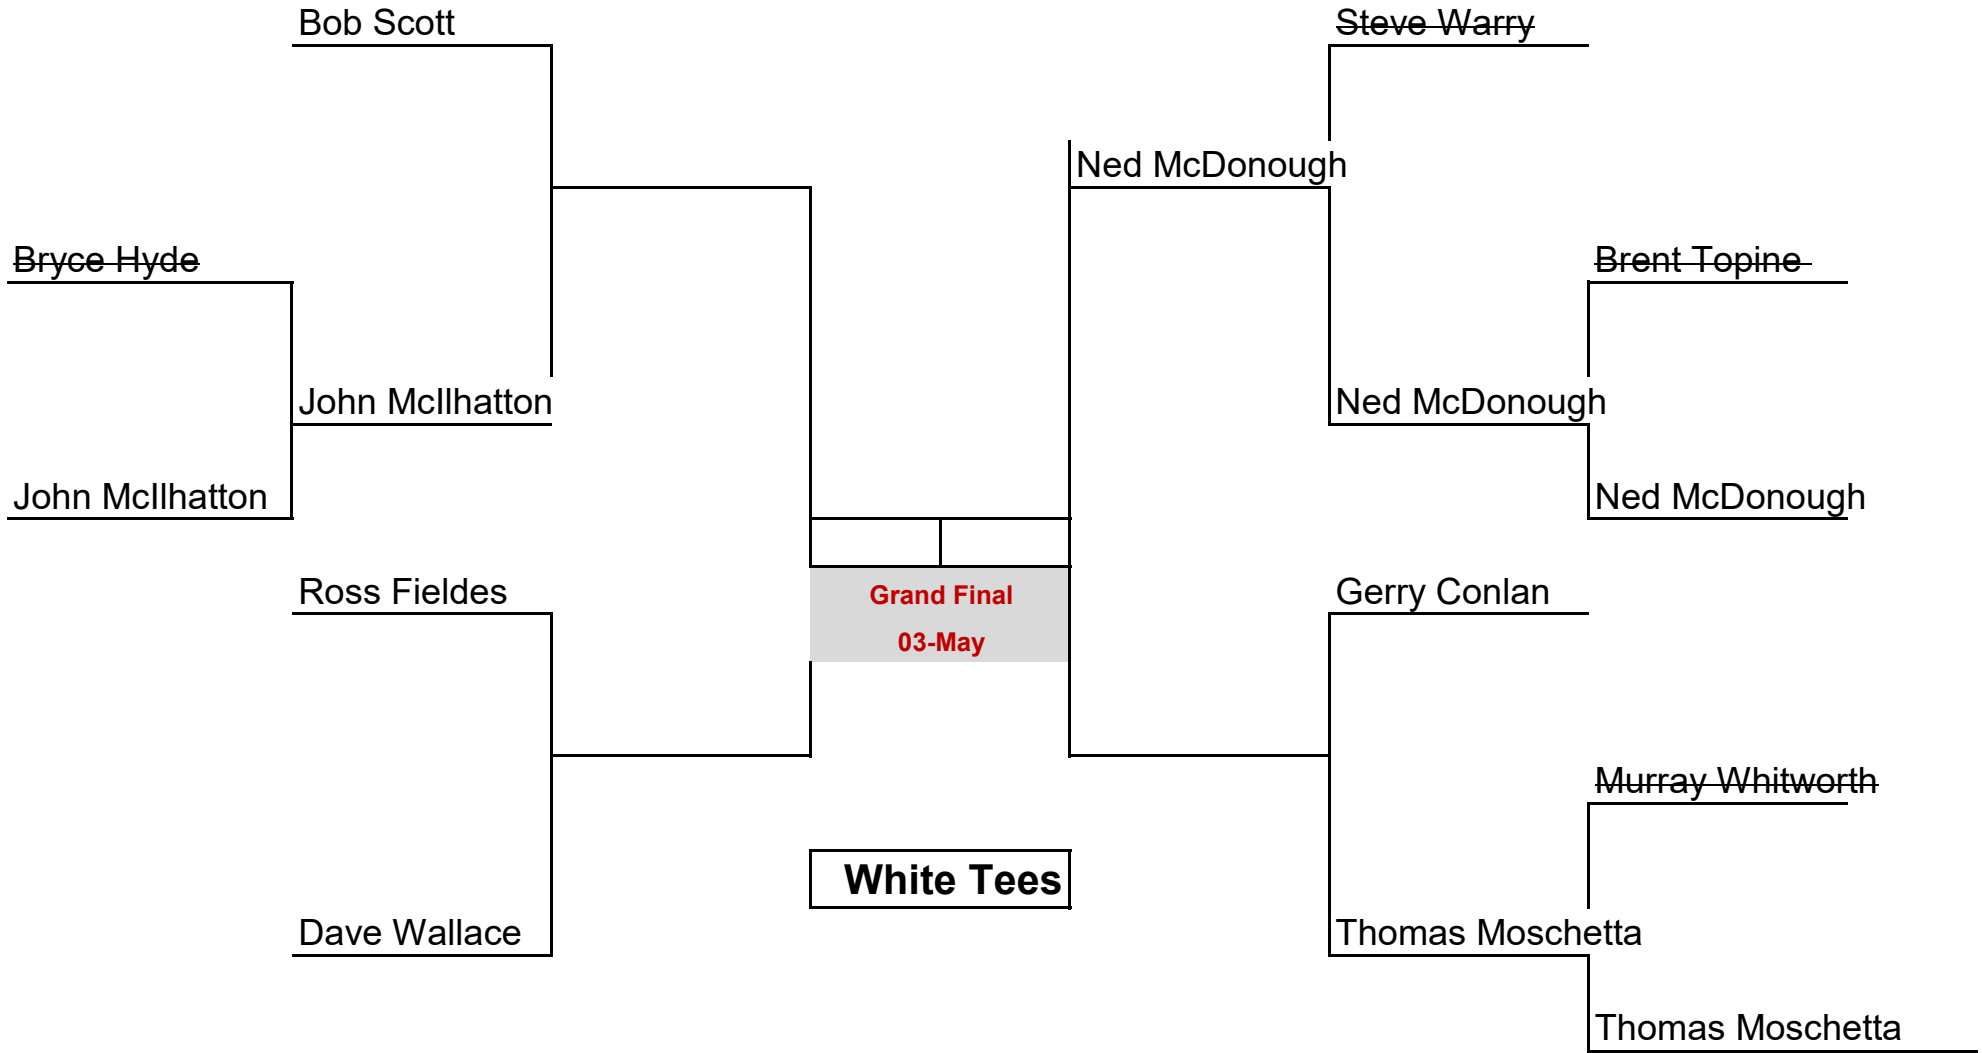 Bob Scott
Steve Warry
Ned McDonough
Bryce Hyde
Brent Topine
John McIlhatton
Ned McDonough
John McIlhatton
Ned McDonough
Ross Fieldes
Grand Final
03-May
Gerry Conlan
Murray Whitworth
White Tees
Dave Wallace
Thomas Moschetta
Thomas Moschetta